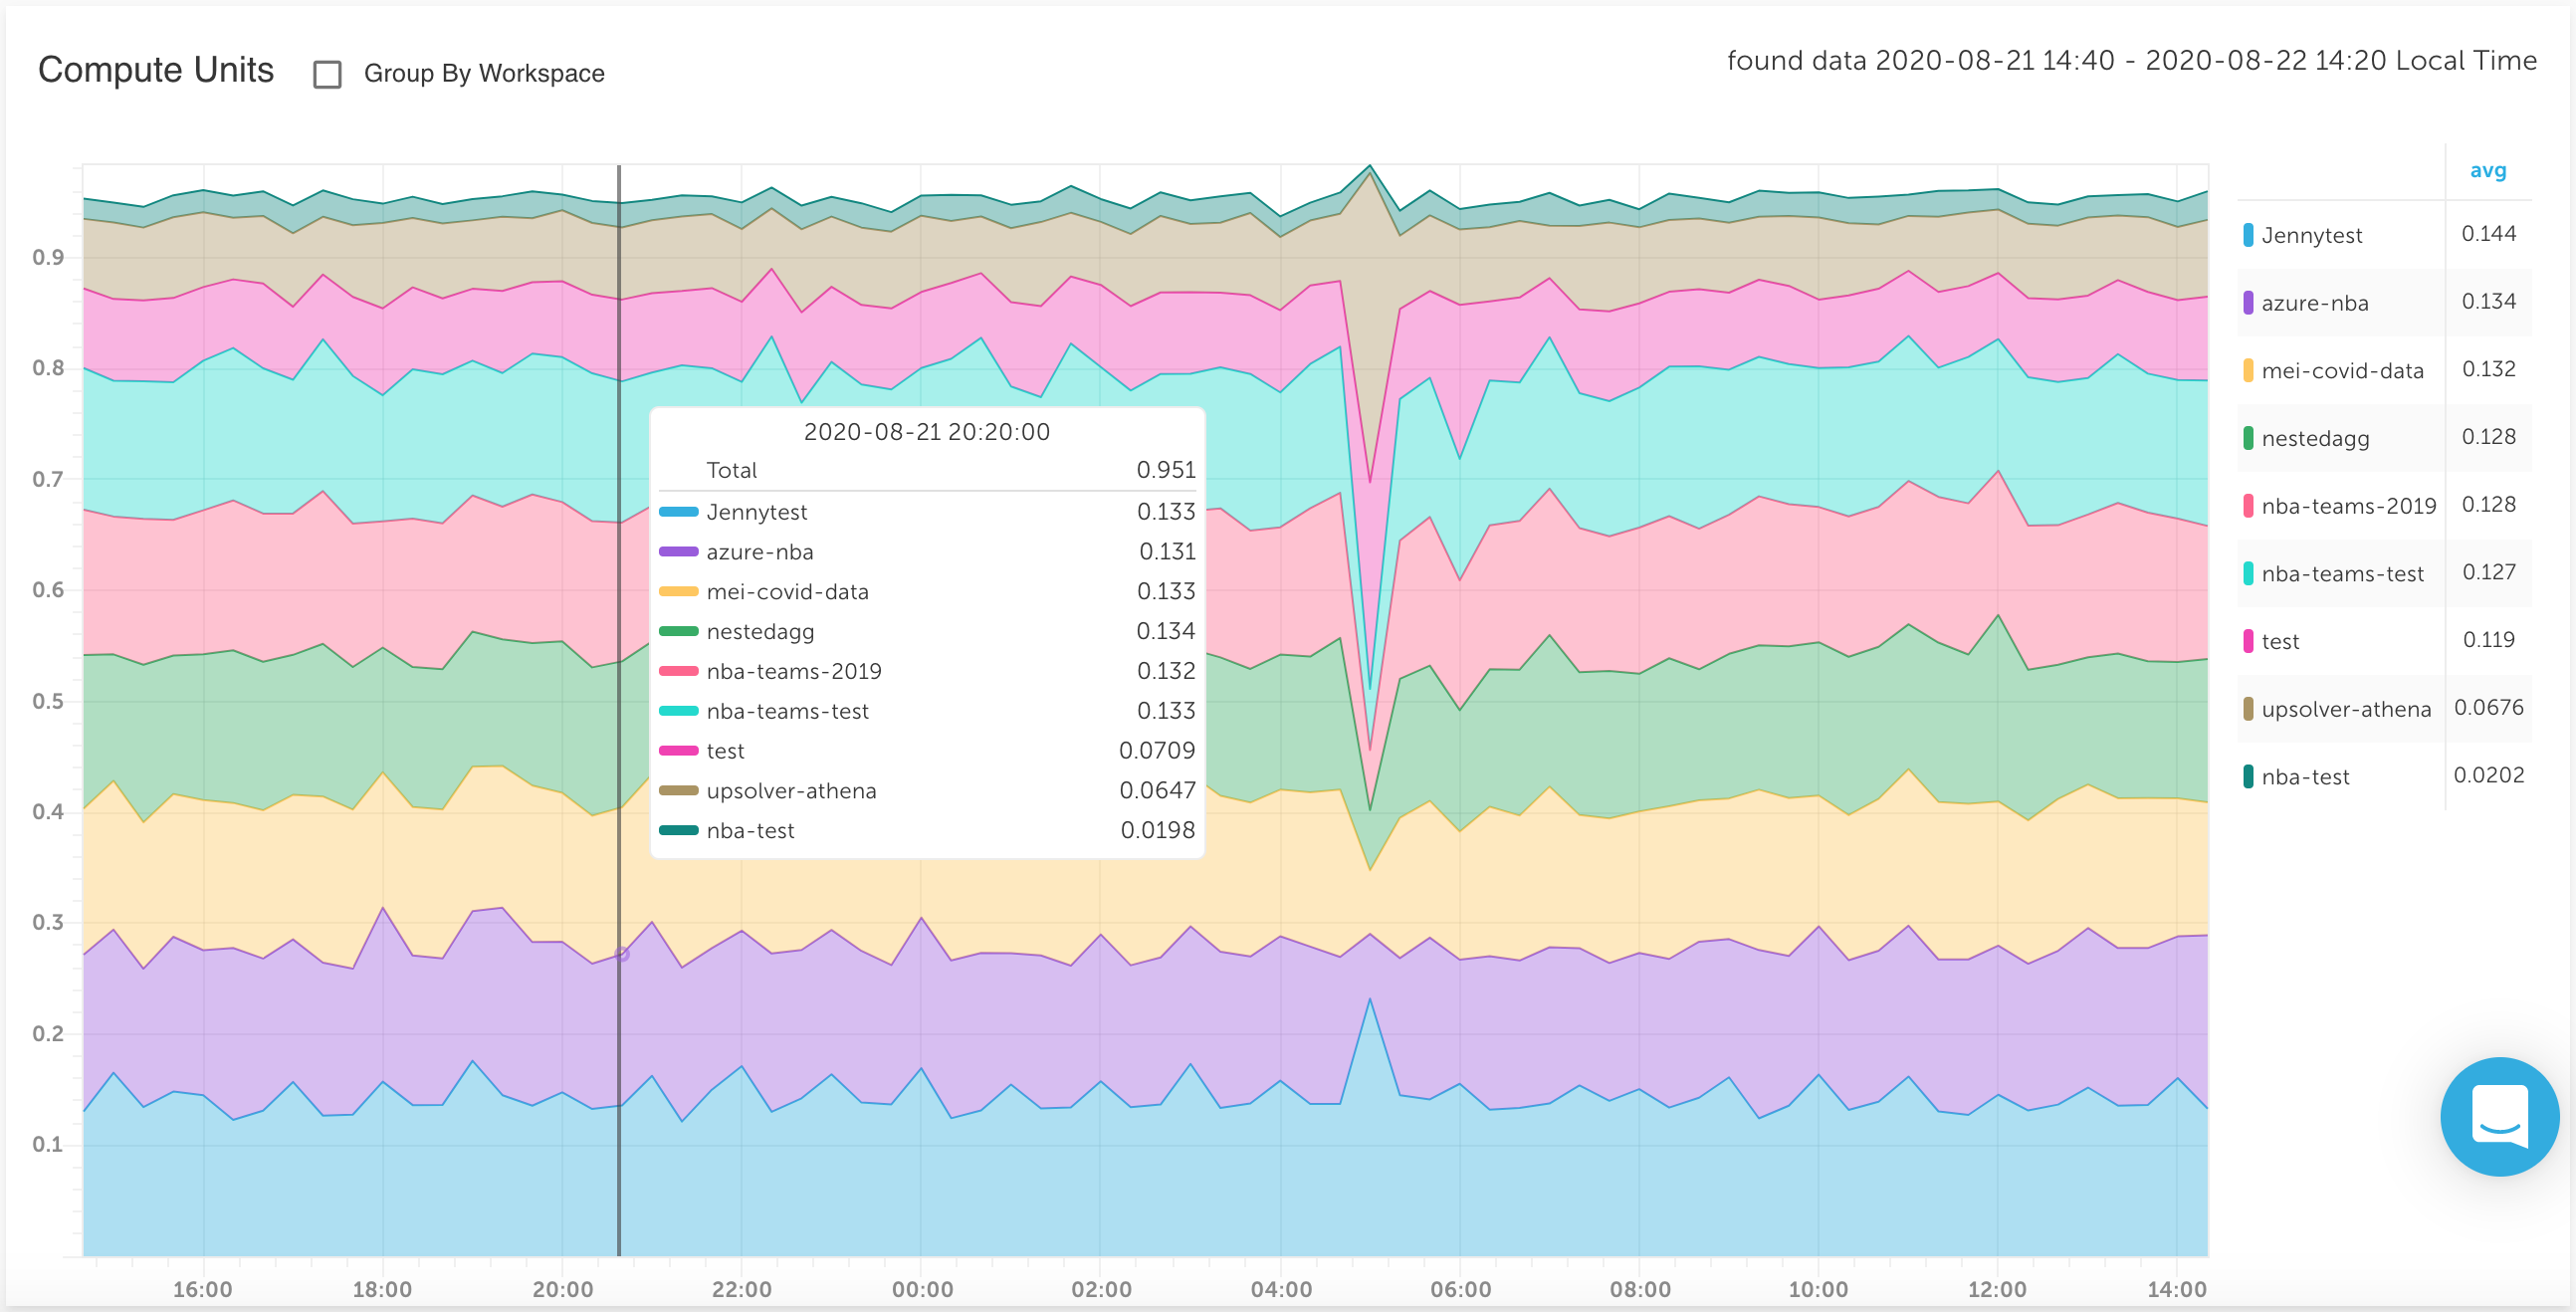 Compute Units
Group By Workspace
found data 2020-08-21 14:40 - 2020-08-22 14:20 Local Time
0.9
0.8
0.7
0.6
0.5
0.4
0.3
0.2
0.1
16:00 18:00 20:00 22:00 00:00 02:00 04:00 06:00 08:00 10:00 12:00 14:00
2020-08-21 20:20:00
Total 0.951
Jennytest 0.133
azure-nba 0.131
mei-covid-data 0.133
nestedagg 0.134
nba-teams-2019 0.132
nba-teams-test 0.133
test 0.0709
upsolver-athena 0.0647
nba-test 0.0198
avg
Jennytest 0.144
azure-nba 0.134
mei-covid-data 0.132
nestedagg 0.128
nba-teams-2019 0.128
nba-teams-test 0.127
test 0.119
upsolver-athena 0.0676
nba-test 0.0202